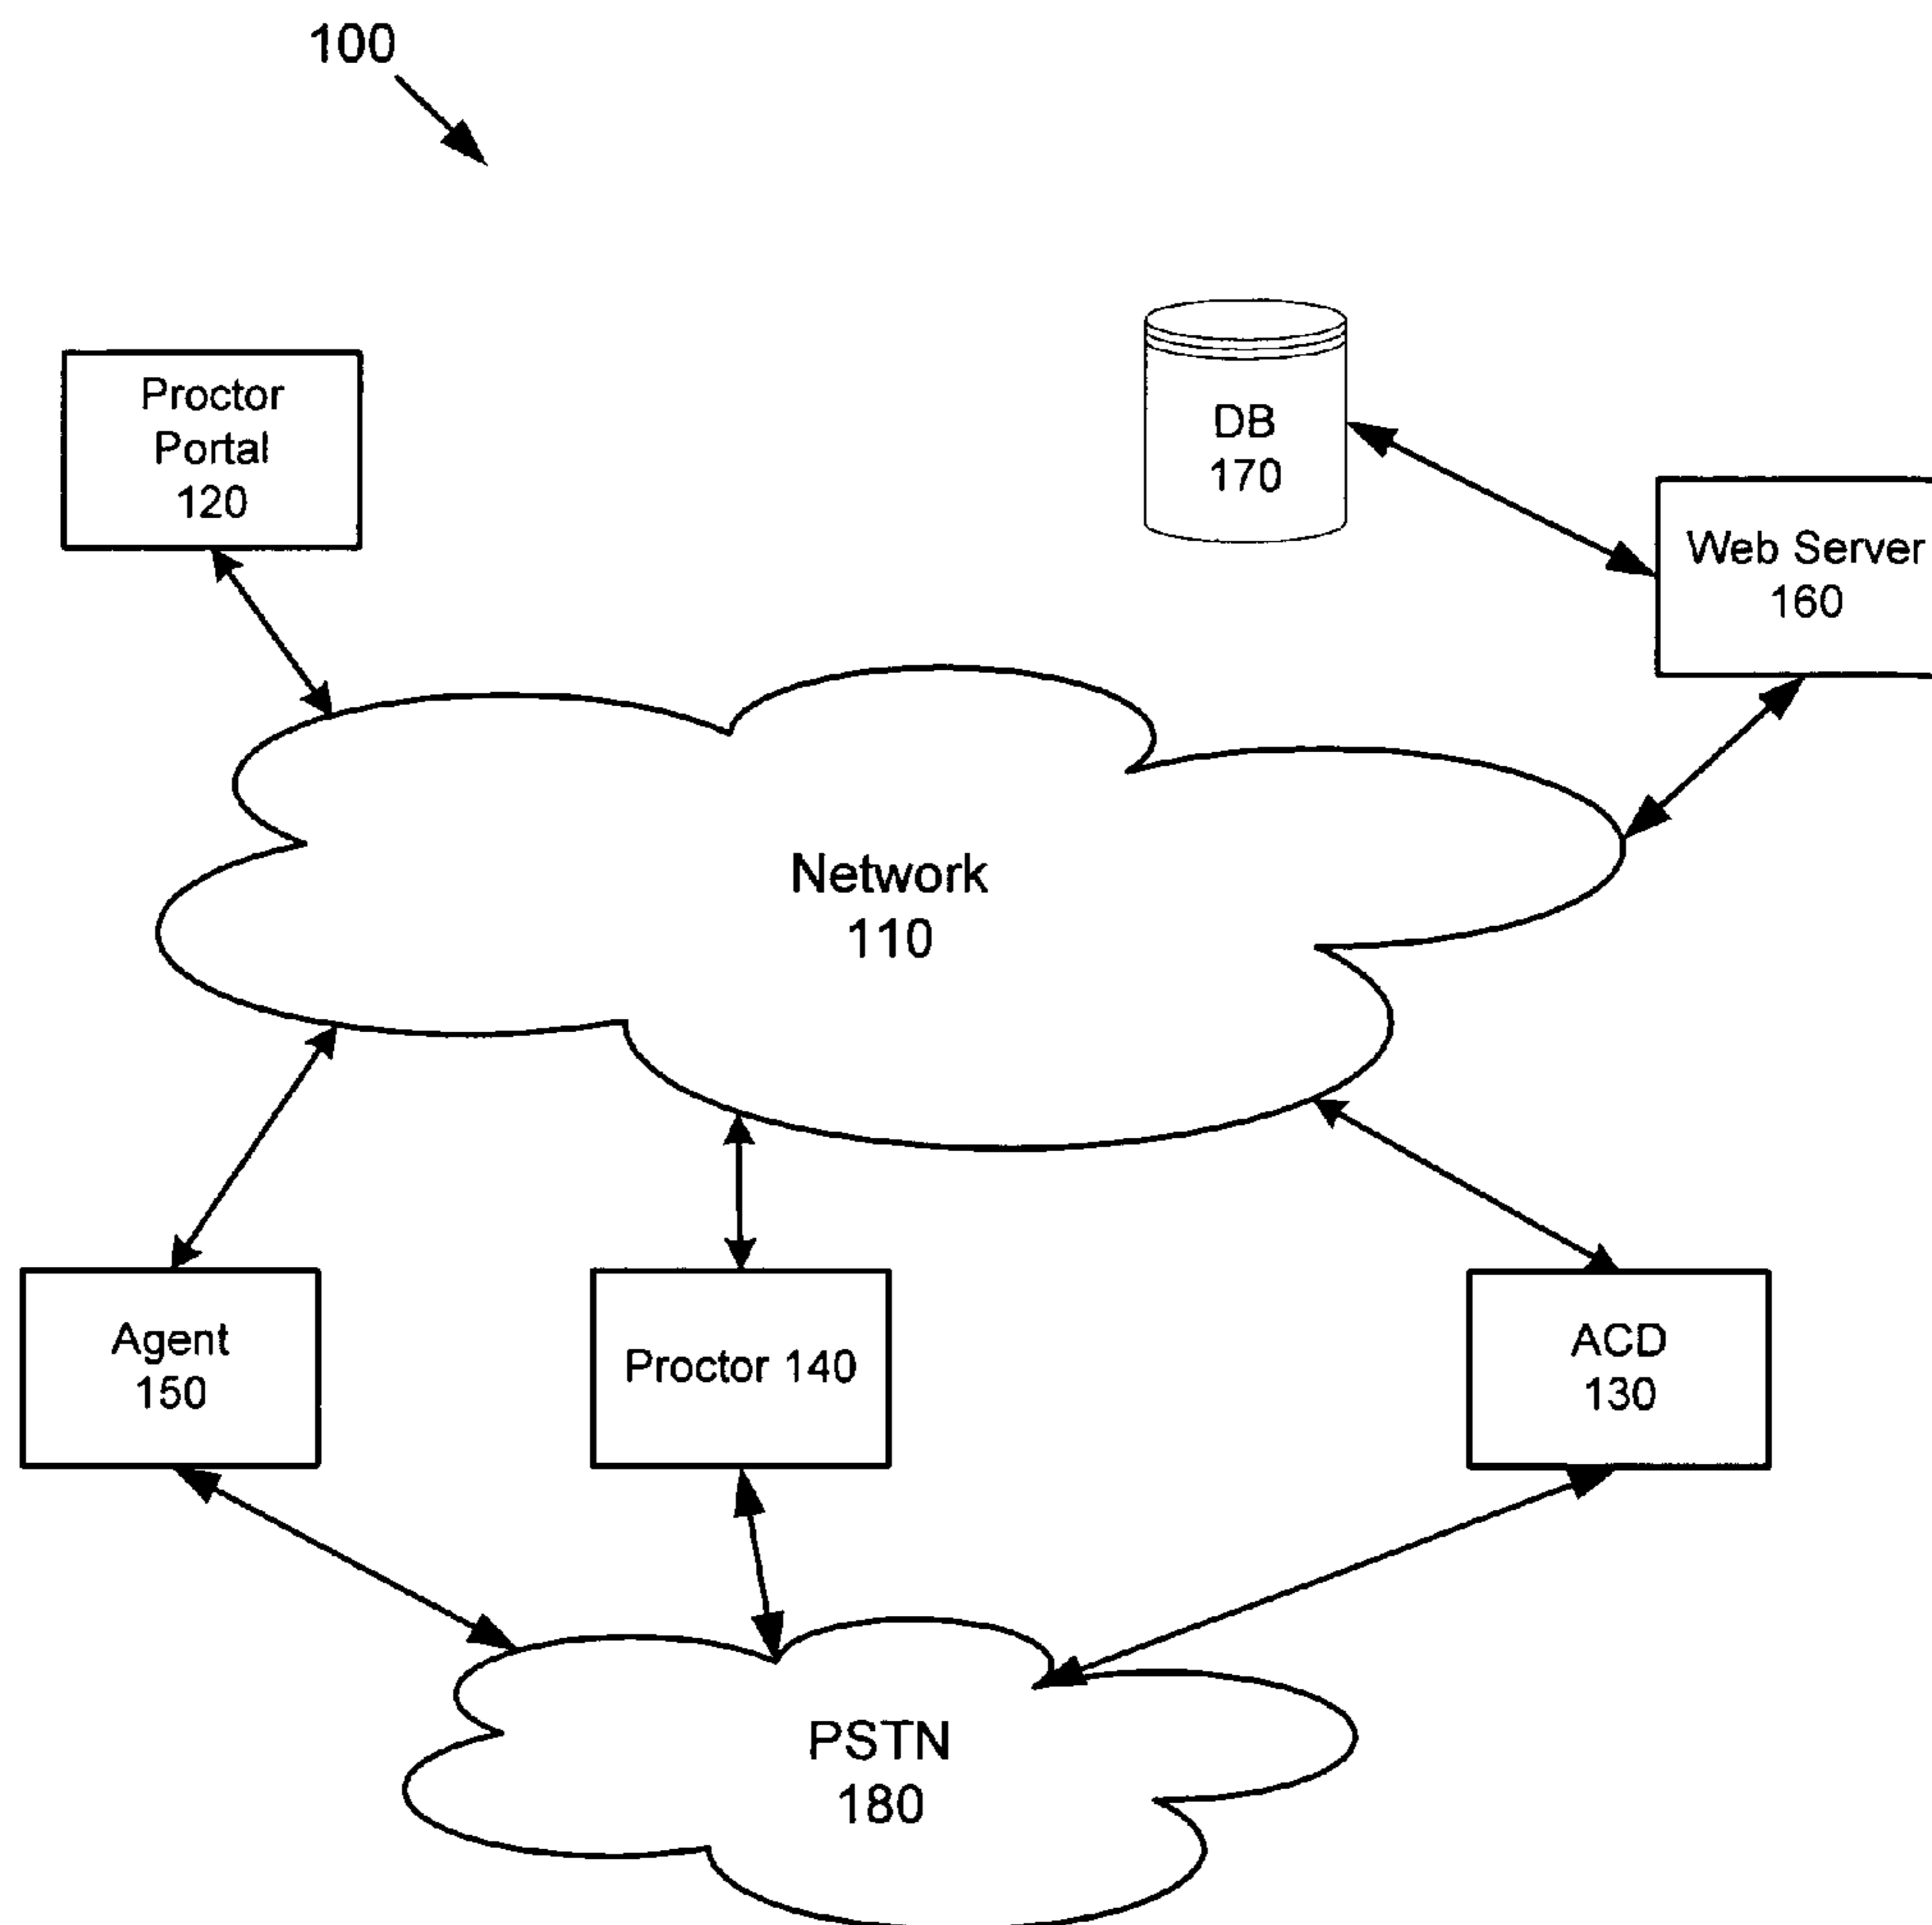 100
Proctor
Portal
120
DB
170
Web Server
160
Network
110
Agent
150
Proctor 140
ACD
130
PSTN
180